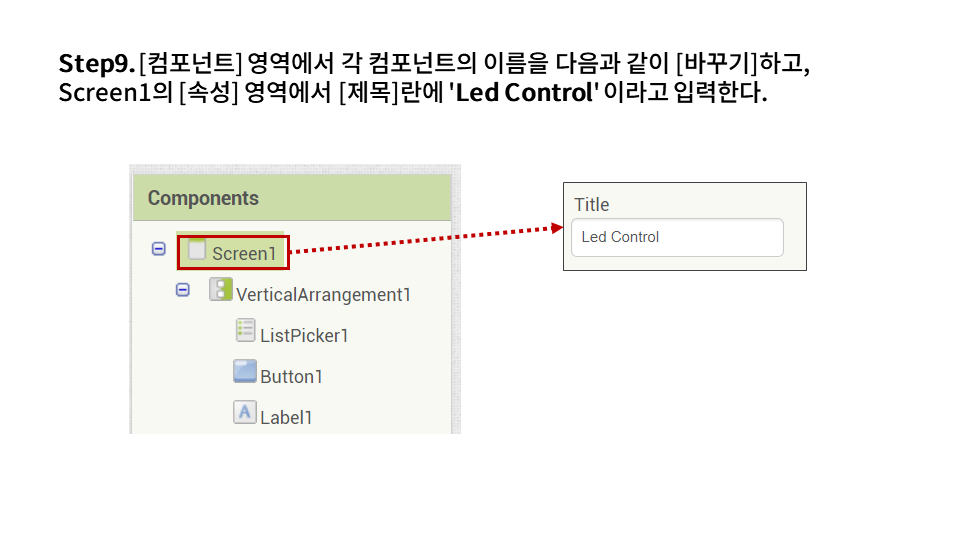 Step9. [컴포넌트] 영역에서 각 컴포넌트의 이름을 다음과 같이 [바꾸기]하고,
Screen1의 [속성] 영역에서 [제목]란에 'Led Control' 이라고 입력한다.
Components
Screen1
VerticalArrangement1
ListPicker1
Button1
A Label1
Title
Led Control